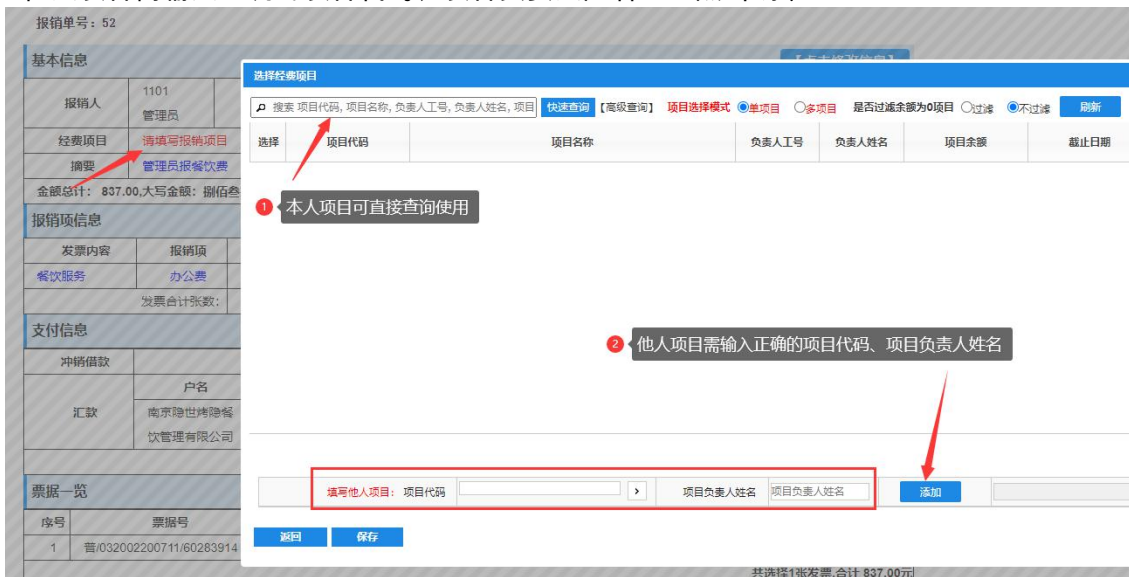 报销单号：52
基本信息
选择经费项目
报销人 1101
管理员
搜索 项目代码, 项目名称, 负责人工号, 负责人姓名, 项目 快速查询 【高级查询】 项目选择模式 单项目 多项目 是否过滤余额为0项目 过滤 不过滤 刷新
经费项目 请填写报销项目
选择 项目代码 项目名称 负责人工号 负责人姓名 项目余额 截止日期
摘要 管理员报餐饮费
金额总计： 837.00,大写金额：捌佰叁
1 本人项目可直接查询使用
报销项信息
发票内容 报销项
餐饮服务 办公费
发票合计张数：
支付信息
2 他人项目需输入正确的项目代码、项目负责人姓名
冲销借款
户名
汇款 南京隐世烤隐餐
饮管理有限公司
票据一览
填写他人项目： 项目代码 > 项目负责人姓名 项目负责人姓名 添加
序号 票据号
返回 保存
1 普/032002200711/60283914
共选择1张发票,合计 837.00元